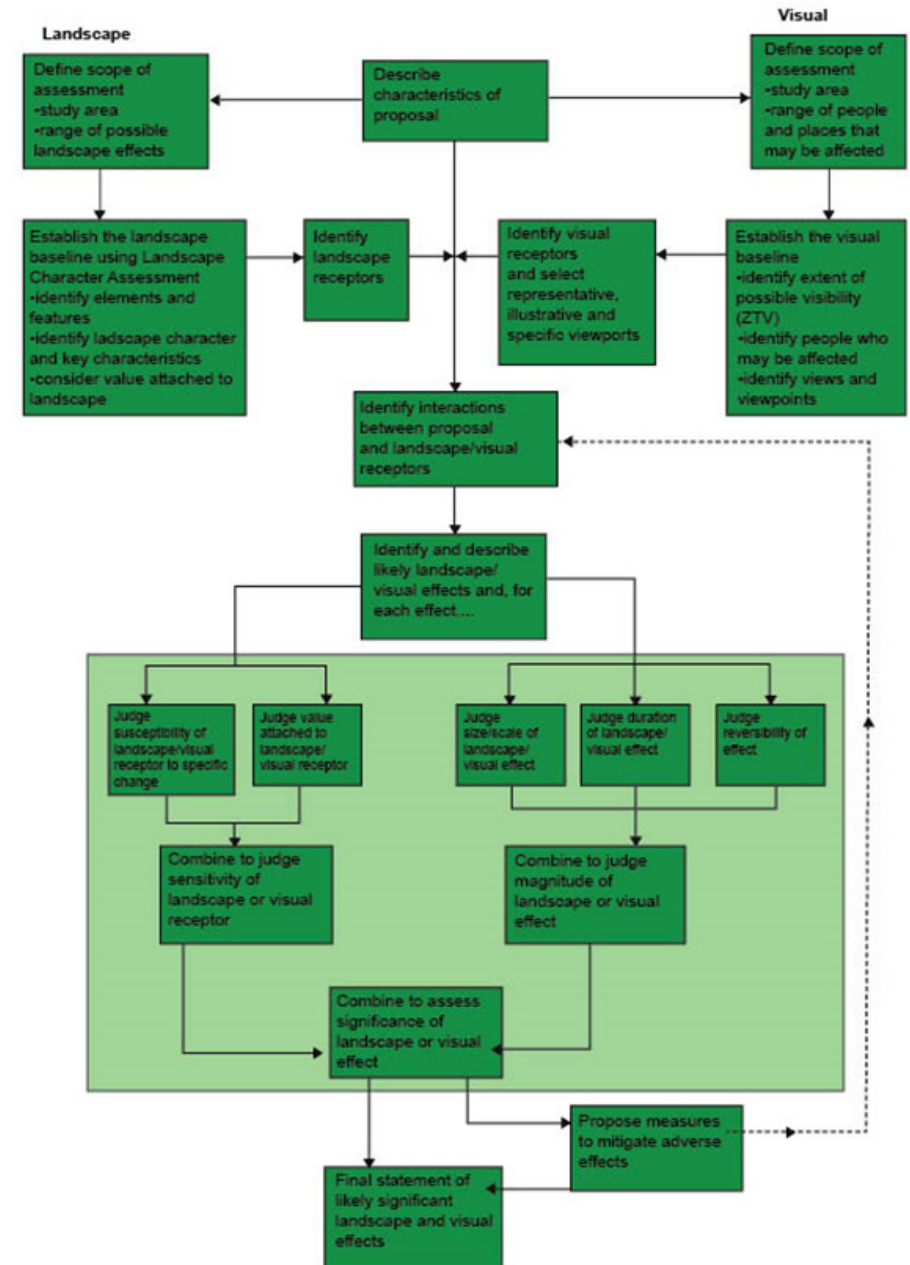 Landscape
Visual
Define scope of
assessment
•study area
•range of possible
landscape effects
Describe
characteristics of
proposal
Define scope of
assessment
•study area
•range of people
and places that
may be affected
Establish the landscape
baseline using Landscape
Character Assessment
•identify elements and
features
•identify ladscape character
and key characteristics
•consider value attached to
landscape
Identify
landscape
receptors
Identify visual
receptors
and select
representative,
illustrative and
specific viewports
Establish the visual
baseline
•identify extent of
possible visibility
(ZTV)
•identify people who
may be affected
•identify views and
viewpoints
Identify interactions
between proposal
and landscape/visual
receptors
Identify and describe
likely landscape/
visual effects and, for
each effect....
Judge
susceptibility of
landscape/visual
receptor to specific
change
Judge value
attached to
landscape/
visual receptor
Judge
size/scale of
landscape/
visual effect
Judge duration
of landscape/
visual effect
Judge
reversibility of
effect
Combine to judge
sensitivity of
landscape or visual
receptor
Combine to judge
magnitude of
landscape or visual
effect
Combine to assess
significance of
landscape or visual
effect
Propose measures
to mitigate adverse
effects
Final statement of
likely significant
landscape and visual
effects